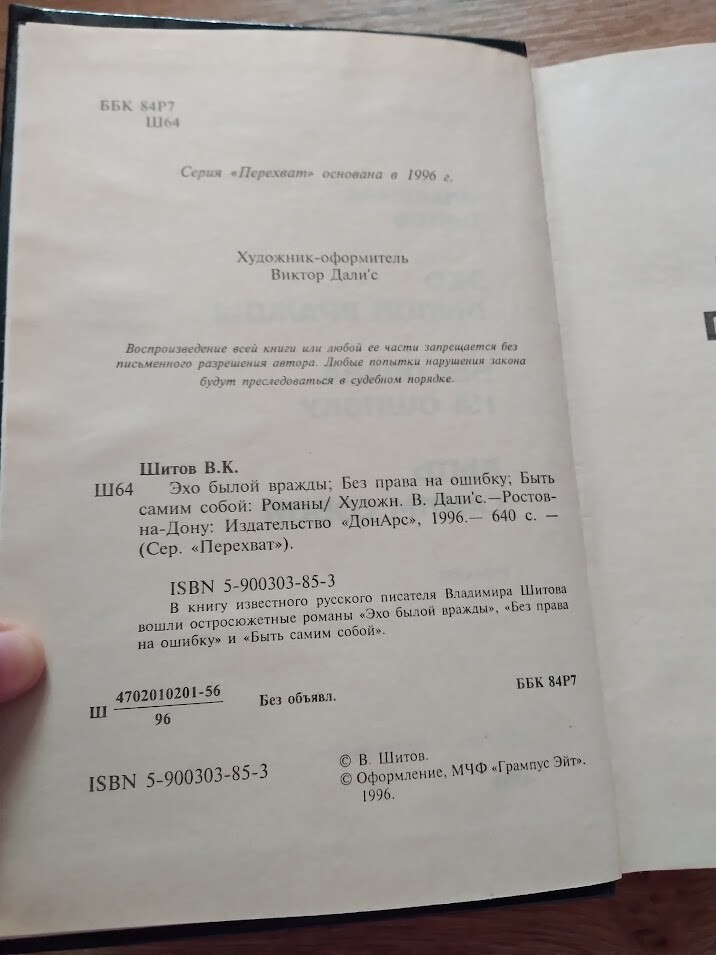 ББК 84Р7
Ш64
Серия «Перехват» основана в 1996 г.
Художник-оформитель
Виктор Дали'с
Воспроизведение всей книги или любой ее части запрещается без
письменного разрешения автора. Любые попытки нарушения закона
будут преследоваться в судебном порядке.
Шитов В.К.
Ш64 Эхо былой вражды; Без права на ошибку; Быть
самим собой: Романы/ Художн. В. Дали'с.—Ростов-
на-Дону: Издательство «ДонАрс», 1996.— 640 с. —
(Сер. «Перехват»).
ISBN 5-900303-85-3
В книгу известного русского писателя Владимира Шитова
вошли остросюжетные романы «Эхо былой вражды», «Без права
на ошибку» и «Быть самим собой».
Ш 4702010201-56
96
Без объявл.
ББК 84Р7
ISBN 5-900303-85-3
© В. Шитов.
© Оформление, МЧФ «Грампус Эйт».
1996.